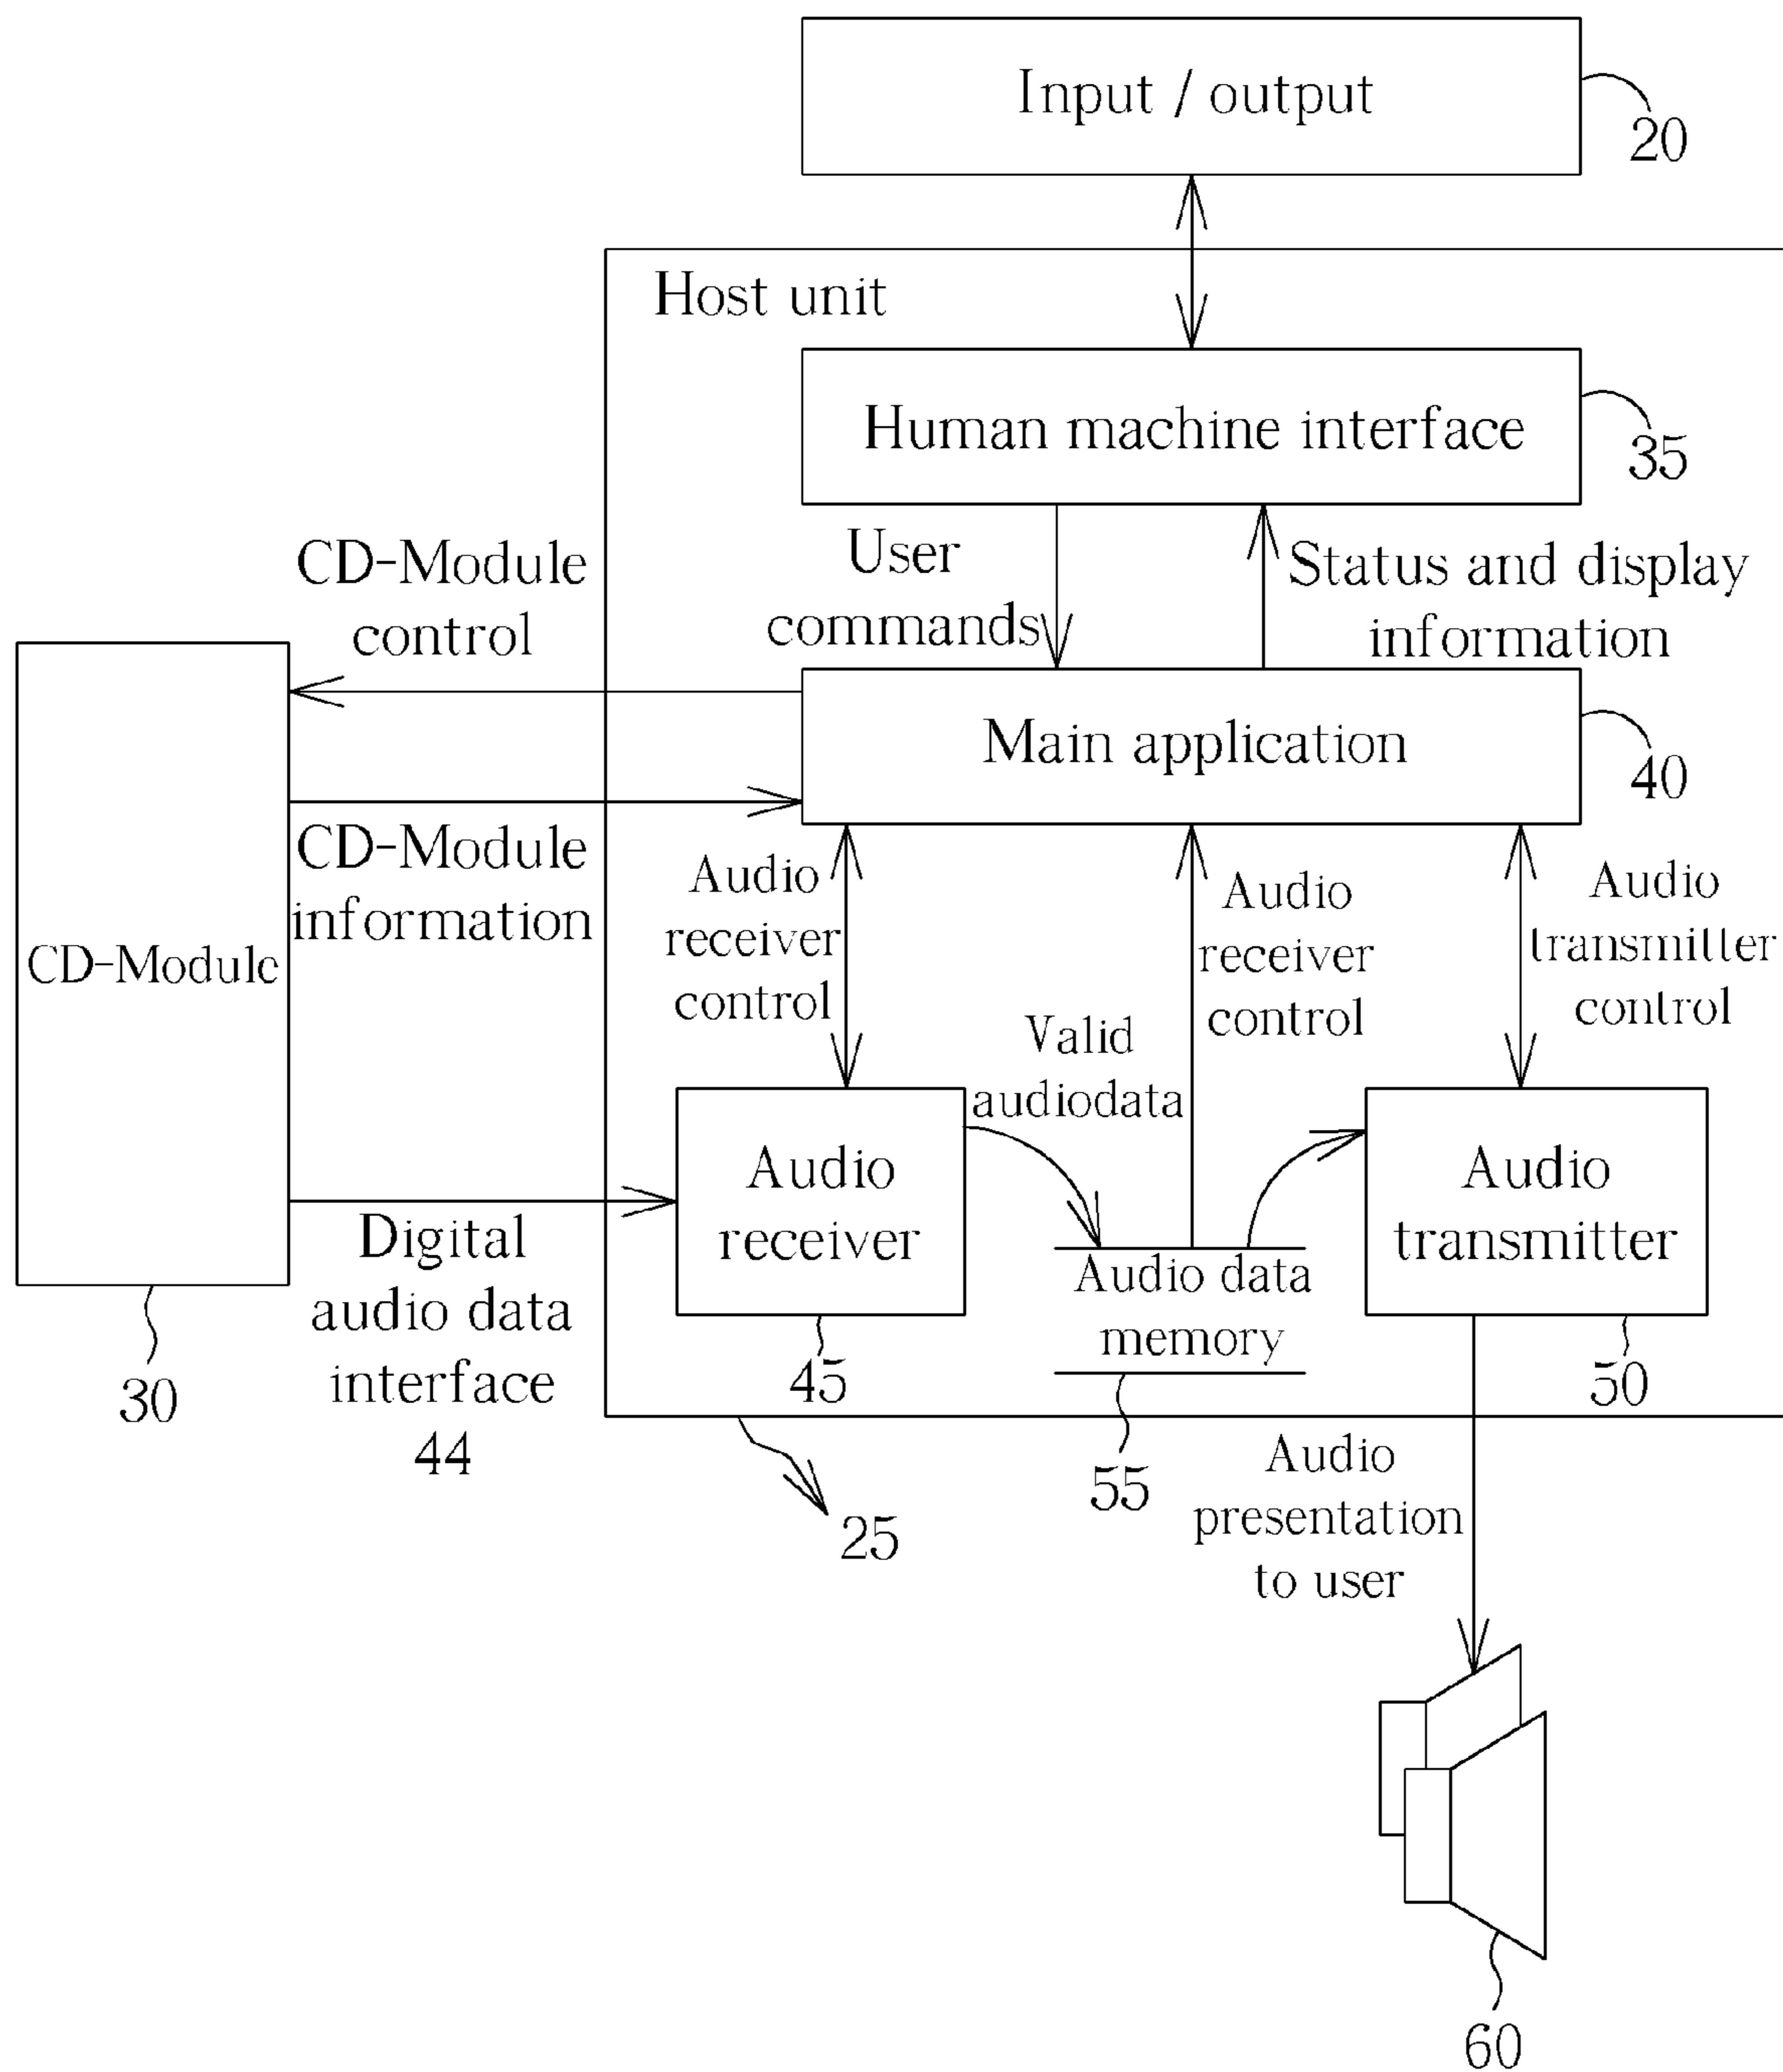 Input / output
20
Host unit
Human machine interface
35
User
commands
Status and display
information
CD-Module
control
Main application
40
CD-Module
information
CD-Module
30
Audio
receiver
control
Audio
receiver
control
Audio
transmitter
control
Valid
audiodata
Audio
receiver
45
Audio data
memory
55
Audio
transmitter
50
Digital
audio data
interface
44
25
Audio
presentation
to user
60